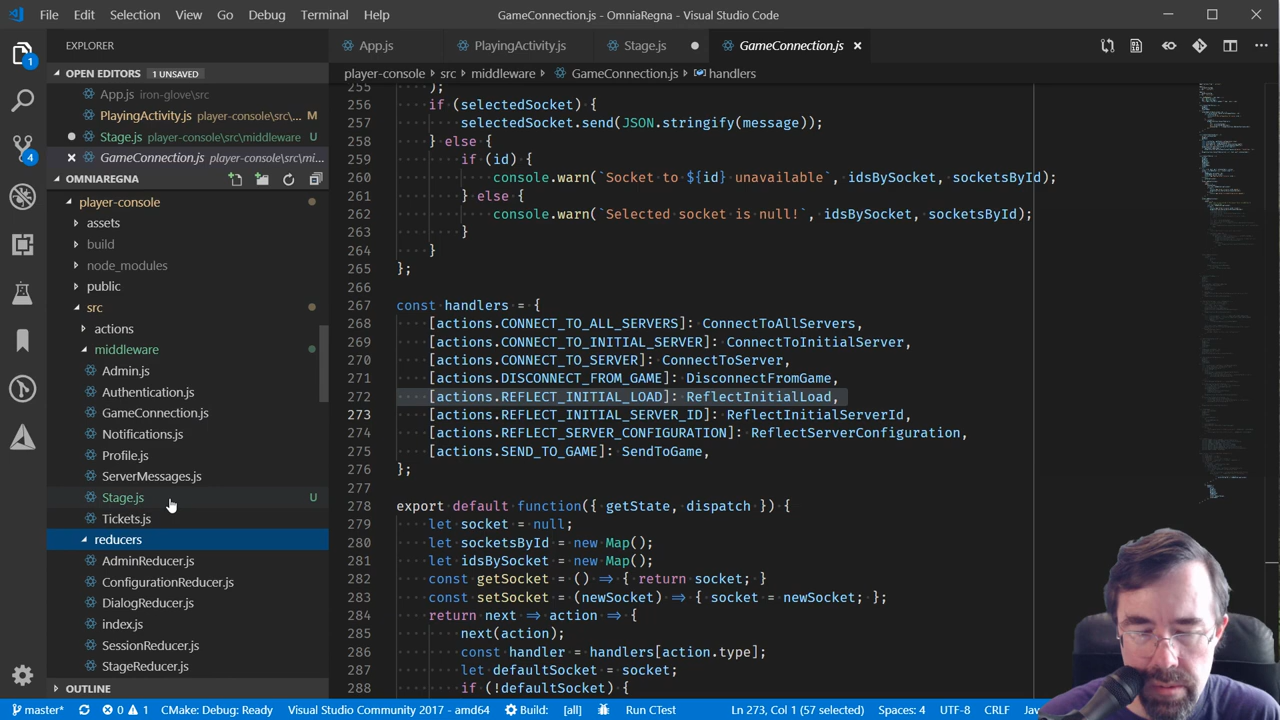 File Edit Selection View Go Debug Terminal Help GameConnection.js - OmniaRegna - Visual Studio Code
EXPLORER
OPEN EDITORS 1 UNSAVED
App.js iron-glove\src
PlayingActivity.js player-console\src\... M
Stage.js player-console\src\middleware U
GameConnection.js player-console\src\mi...
OMNIAREGNA
player-console
assets
build
node_modules
public
src
actions
middleware
Admin.js
Authentication.js
GameConnection.js
Notifications.js
Profile.js
ServerMessages.js
Stage.js U
Tickets.js
reducers
AdminReducer.js
ConfigurationReducer.js
DialogReducer.js
index.js
SessionReducer.js
StageReducer.js
OUTLINE
1
4
App.js PlayingActivity.js Stage.js GameConnection.js
player-console src middleware GameConnection.js handlers
255 );
256 if (selectedSocket) {
257 selectedSocket.send(JSON.stringify(message));
258 } else {
259 if (id) {
260 console.warn(`Socket to ${id} unavailable`, idsBySocket, socketsById);
261 } else {
262 console.warn(`Selected socket is null!`, idsBySocket, socketsById);
263 }
264 }
265 };
266
267 const handlers = {
268 [actions.CONNECT_TO_ALL_SERVERS]: ConnectToAllServers,
269 [actions.CONNECT_TO_INITIAL_SERVER]: ConnectToInitialServer,
270 [actions.CONNECT_TO_SERVER]: ConnectToServer,
271 [actions.DISCONNECT_FROM_GAME]: DisconnectFromGame,
272 [actions.REFLECT_INITIAL_LOAD]: ReflectInitialLoad,
273 [actions.REFLECT_INITIAL_SERVER_ID]: ReflectInitialServerId,
274 [actions.REFLECT_SERVER_CONFIGURATION]: ReflectServerConfiguration,
275 [actions.SEND_TO_GAME]: SendToGame,
276 };
277
278 export default function({ getState, dispatch }) {
279 let socket = null;
280 let socketsById = new Map();
281 let idsBySocket = new Map();
282 const getSocket = () => { return socket; }
283 const setSocket = (newSocket) => { socket = newSocket; };
284 return next => action => {
285 next(action);
286 const handler = handlers[action.type];
287 let defaultSocket = socket;
288 if (!defaultSocket) {
master* 0 1 CMake: Debug: Ready Visual Studio Community 2017 - amd64 Build: [all] Run CTest Ln 273, Col 1 (57 selected) Spaces: 4 UTF-8 CRLF